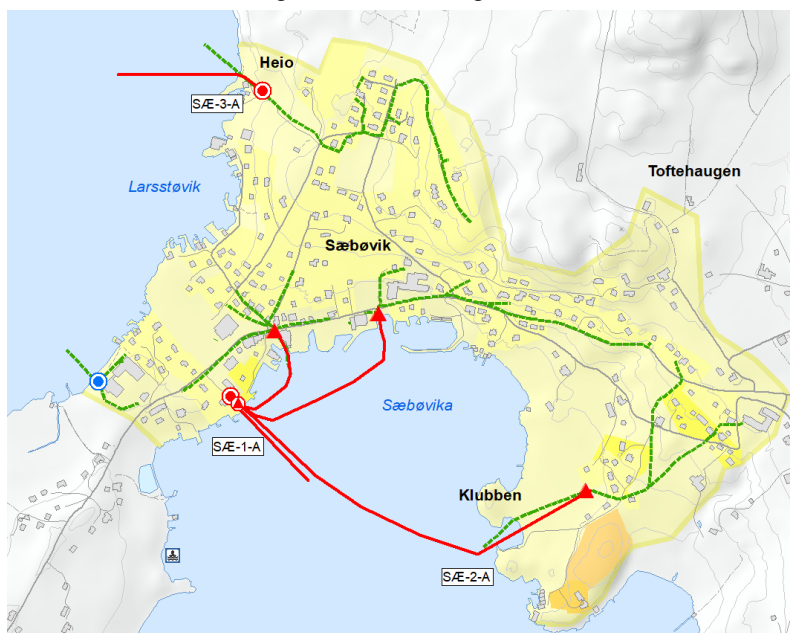 Heio
SÆ-3-A
Toftehaugen
Larsstøvik
Sæbøvik
Sæbøvika
SÆ-1-A
Klubben
SÆ-2-A